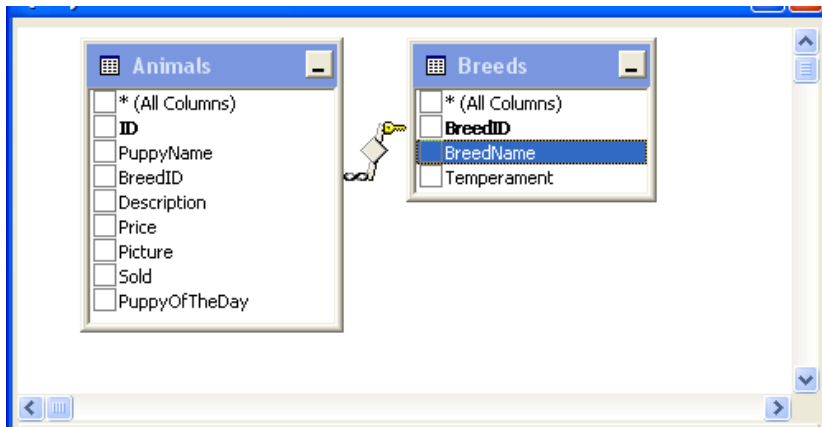 Animals
* (All Columns)
ID
PuppyName
BreedID
Description
Price
Picture
Sold
PuppyOfTheDay
Breeds
* (All Columns)
BreedID
BreedName
Temperament